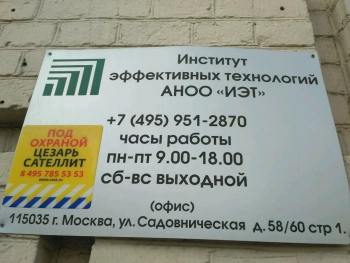 Институт
эффективных технологий
АНОО «ИЭТ»
+7 (495) 951-2870
часы работы
пн-пт 9.00-18.00
сб-вс выходной
(офис)
115035 г. Москва, ул. Садовническая д. 58/60 стр 1.
ПОД
ОХРАНОЙ
ЦЕЗАРЬ
САТЕЛЛИТ
8 495 785 53 53